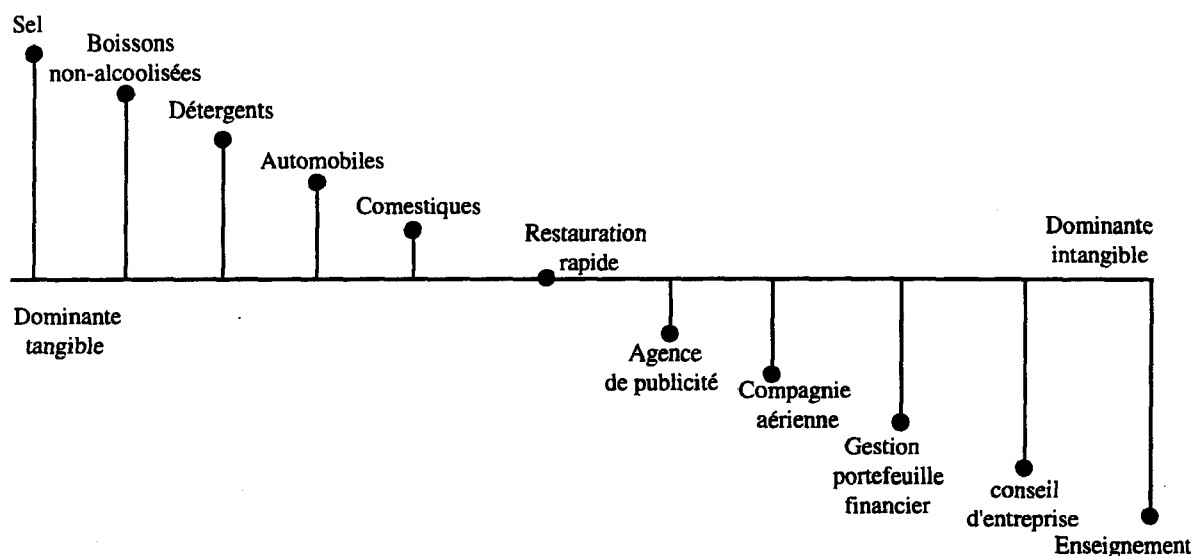 Sel
Boissons
non-alcoolisées
Détergents
Automobiles
Comestiques
Restauration
rapide
Dominante
intangible
Dominante
tangible
Agence
de publicité
Compagnie
aérienne
Gestion
portefeuille
financier
conseil
d'entreprise
Enseignement